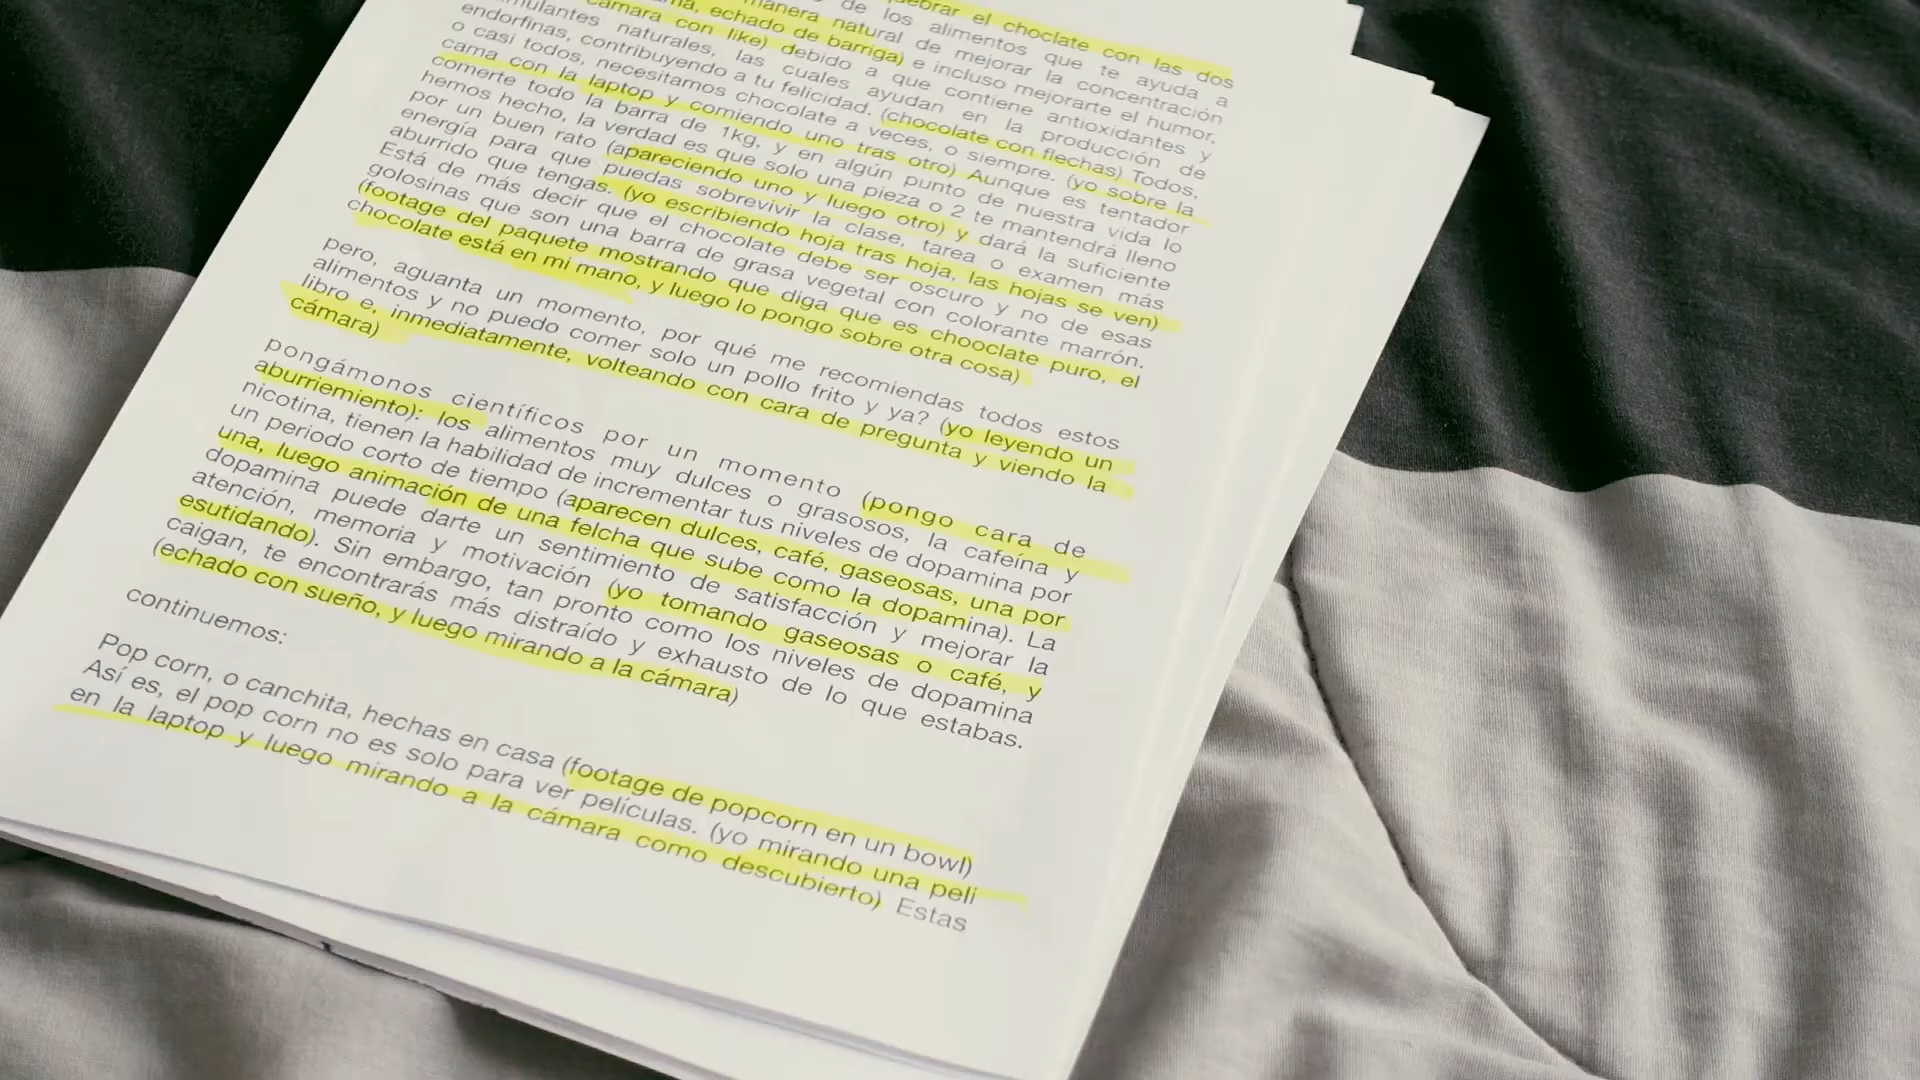 el choclate con las dos
de los alimentos que te ayuda a
manera natural de mejorar la concentración
echado de barriga) e incluso mejorarte el humor,
cámara con like) debido a que contiene antioxidantes y
naturales, las cuales ayudan en la producción de
endorfinas, contribuyendo a tu felicidad. (chocolate con flechas) Todos,
o casi todos, necesitamos chocolate a veces, o siempre. (yo sobre la
cama con la laptop y comiendo uno tras otro) Aunque es tentador
comerte todo la barra de 1kg, y en algún punto de nuestra vida lo
hemos hecho, la verdad es que solo una pieza o 2 te mantendrá lleno
por un buen rato (apareciendo uno y luego otro) y dará la suficiente
energía para que puedas sobrevivir la clase, tarea o examen más
aburrido que tengas. (yo escribiendo hoja tras hoja, las hojas se ven)
Está de más decir que el chocolate debe ser oscuro y no de esas
golosinas que son una barra de grasa vegetal con colorante marrón.
(footage del paquete mostrando que diga que es chooclate puro, el
chocolate está en mi mano, y luego lo pongo sobre otra cosa)
pero, aguanta un momento, por qué me recomiendas todos estos
alimentos y no puedo comer solo un pollo frito y ya? (yo leyendo un
libro e, inmediatamente, volteando con cara de pregunta y viendo la
cámara)
pongámonos científicos por un momento (pongo cara de
aburriemiento): los alimentos muy dulces o grasosos, la cafeína y
nicotina, tienen la habilidad de incrementar tus niveles de dopamina por
un periodo corto de tiempo (aparecen dulces, café, gaseosas, una por
una, luego animación de una felcha que sube como la dopamina). La
dopamina puede darte un sentimiento de satisfacción y mejorar la
atención, memoria y motivación (yo tomando gaseosas o café, y
esutidando). Sin embargo, tan pronto como los niveles de dopamina
caigan, te encontrarás más distraído y exhausto de lo que estabas.
(echado con sueño, y luego mirando a la cámara)
continuemos:
Pop corn, o canchita, hechas en casa (footage de popcorn en un bowl)
Así es, el pop corn no es solo para ver películas. (yo mirando una peli
en la laptop y luego mirando a la cámara como descubierto) Estas